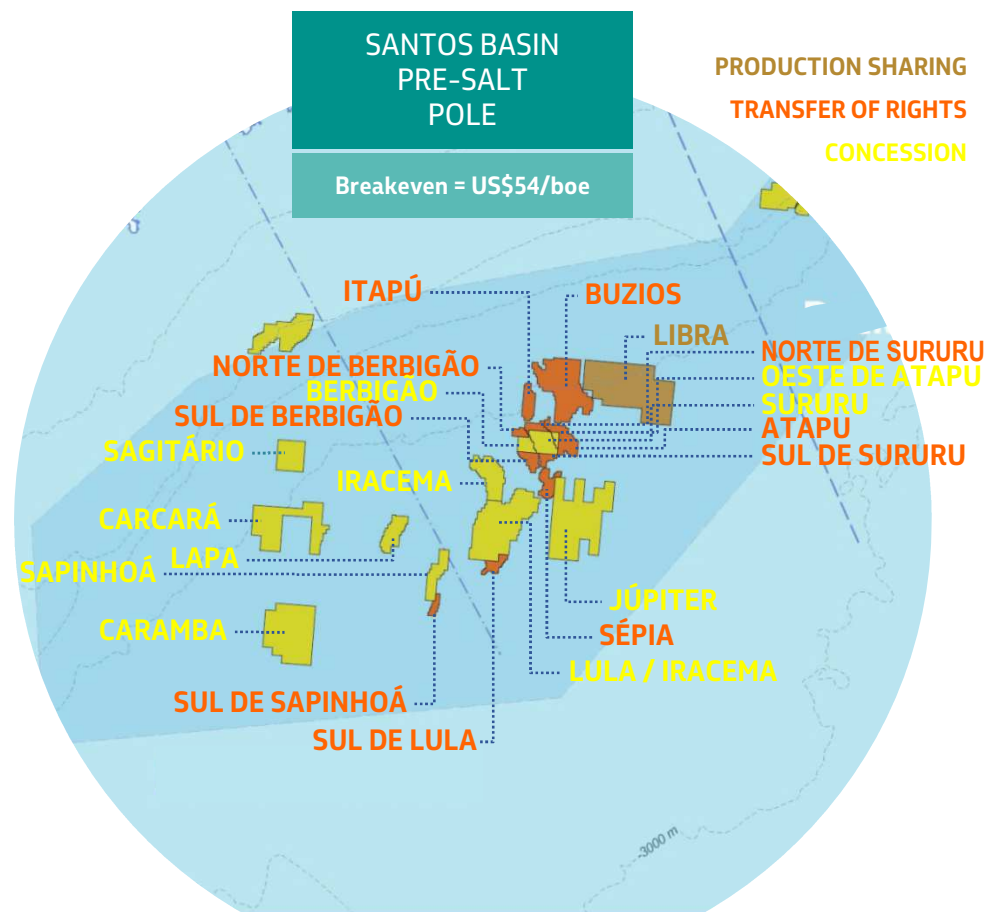 SANTOS BASIN
PRE-SALT
POLE
Breakeven = US$54/boe
PRODUCTION SHARING
TRANSFER OF RIGHTS
CONCESSION
ITAPÚ
BUZIOS
LIBRA
NORTE DE BERBIGÃO
NORTE DE SURURU
BERBIGÃO
OESTE DE ATAPU
SUL DE BERBIGÃO
SURURU
ATAPU
SAGITÁRIO
SUL DE SURURU
IRACEMA
CARCARÁ
LAPA
SAPINHOÁ
JÚPITER
CARAMBA
SÉPIA
LULA / IRACEMA
SUL DE SAPINHOÁ
SUL DE LULA
-3000 m